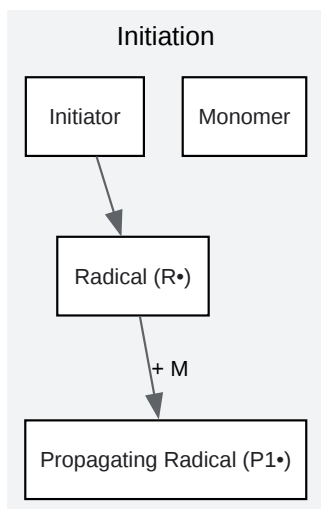 Initiation
Initiator
Monomer
Radical (R•)
+ M
Propagating Radical (P1•)